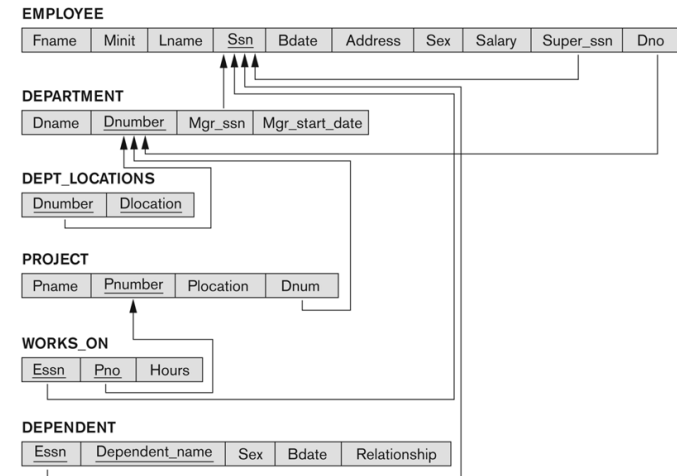 EMPLOYEE
Fname Minit Lname Ssn Bdate Address Sex Salary Super_ssn Dno
DEPARTMENT
Dname Dnumber Mgr_ssn Mgr_start_date
DEPT_LOCATIONS
Dnumber Dlocation
PROJECT
Pname Pnumber Plocation Dnum
WORKS_ON
Essn Pno Hours
DEPENDENT
Essn Dependent_name Sex Bdate Relationship